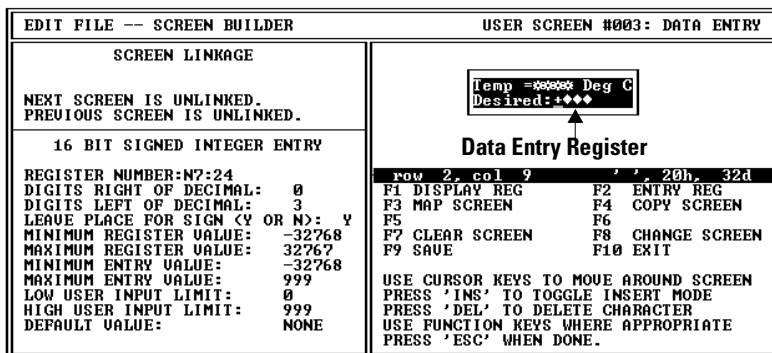 EDIT FILE -- SCREEN BUILDER
USER SCREEN #003: DATA ENTRY
SCREEN LINKAGE
NEXT SCREEN IS UNLINKED.
PREVIOUS SCREEN IS UNLINKED.
16 BIT SIGNED INTEGER ENTRY
REGISTER NUMBER:N7:24
DIGITS RIGHT OF DECIMAL: 0
DIGITS LEFT OF DECIMAL: 3
LEAVE PLACE FOR SIGN (Y OR N): Y
MINIMUM REGISTER VALUE: -32768
MAXIMUM REGISTER VALUE: 32767
MINIMUM ENTRY VALUE: -32768
MAXIMUM ENTRY VALUE: 999
LOW USER INPUT LIMIT: 0
HIGH USER INPUT LIMIT: 999
DEFAULT VALUE: NONE
Temp =**** Deg C
Desired:+♦♦♦
Data Entry Register
row 2, col 9 ' ', 20h, 32d
F1 DISPLAY REG F2 ENTRY REG
F3 MAP SCREEN F4 COPY SCREEN
F5 F6
F7 CLEAR SCREEN F8 CHANGE SCREEN
F9 SAVE F10 EXIT
USE CURSOR KEYS TO MOVE AROUND SCREEN
PRESS 'INS' TO TOGGLE INSERT MODE
PRESS 'DEL' TO DELETE CHARACTER
USE FUNCTION KEYS WHERE APPROPRIATE
PRESS 'ESC' WHEN DONE.